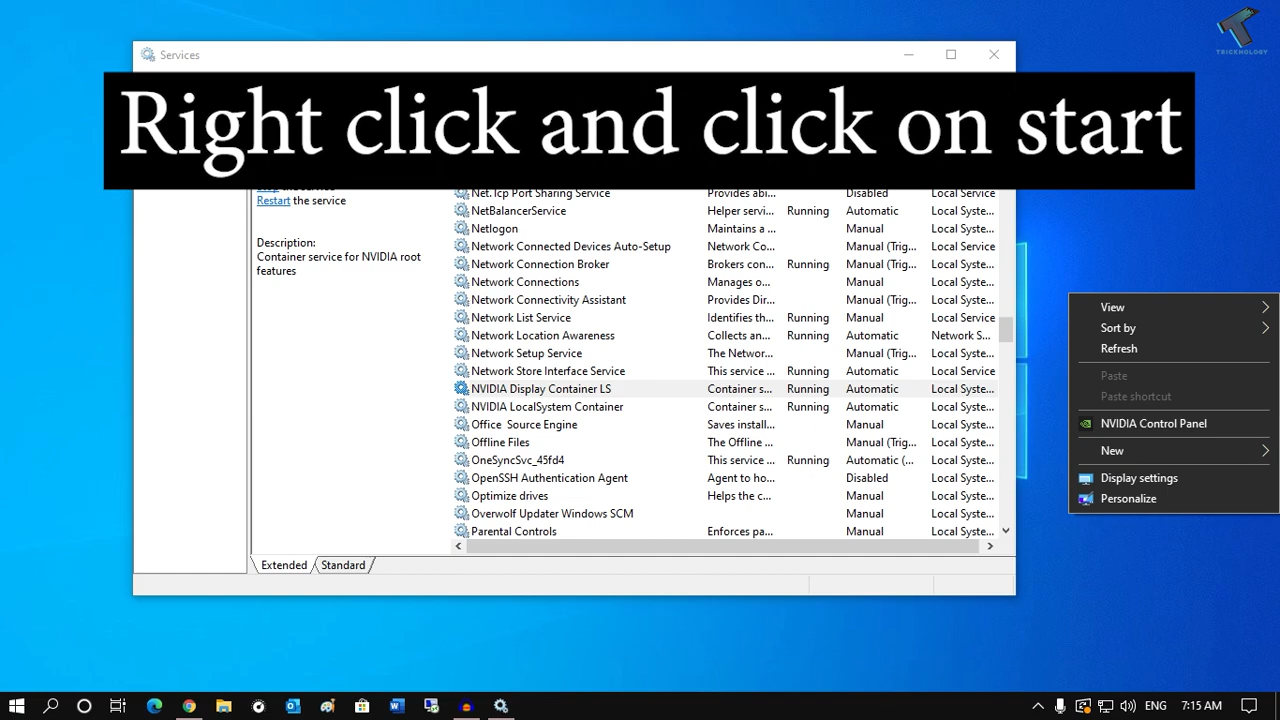 TRICKNOLOGY
Services
Right click and click on start
the service
Restart the service
Description:
Container service for NVIDIA root
features
Net.Tcp Port Sharing Service Provides abi... Disabled Local Service
NetBalancerService Helper servi... Running Automatic Local Syste...
Netlogon Maintains a ... Manual Local Syste...
Network Connected Devices Auto-Setup Network Co... Manual (Trig... Local Service
Network Connection Broker Brokers con... Running Manual (Trig... Local Syste...
Network Connections Manages o... Manual Local Syste...
Network Connectivity Assistant Provides Dir... Manual (Trig... Local Syste...
Network List Service Identifies th... Running Manual Local Service
Network Location Awareness Collects an... Running Automatic Network S...
Network Setup Service The Networ... Manual (Trig... Local Syste...
Network Store Interface Service This service ... Running Automatic Local Service
NVIDIA Display Container LS Container s... Running Automatic Local Syste...
NVIDIA LocalSystem Container Container s... Running Automatic Local Syste...
Office Source Engine Saves install... Manual Local Syste...
Offline Files The Offline ... Manual (Trig... Local Syste...
OneSyncSvc_45fd4 This service ... Running Automatic (... Local Syste...
OpenSSH Authentication Agent Agent to ho... Disabled Local Syste...
Optimize drives Helps the c... Manual Local Syste...
Overwolf Updater Windows SCM Manual Local Syste...
Parental Controls Enforces pa... Manual Local Syste...
Extended Standard
View
Sort by
Refresh
Paste
Paste shortcut
NVIDIA Control Panel
New
Display settings
Personalize
ENG 7:15 AM